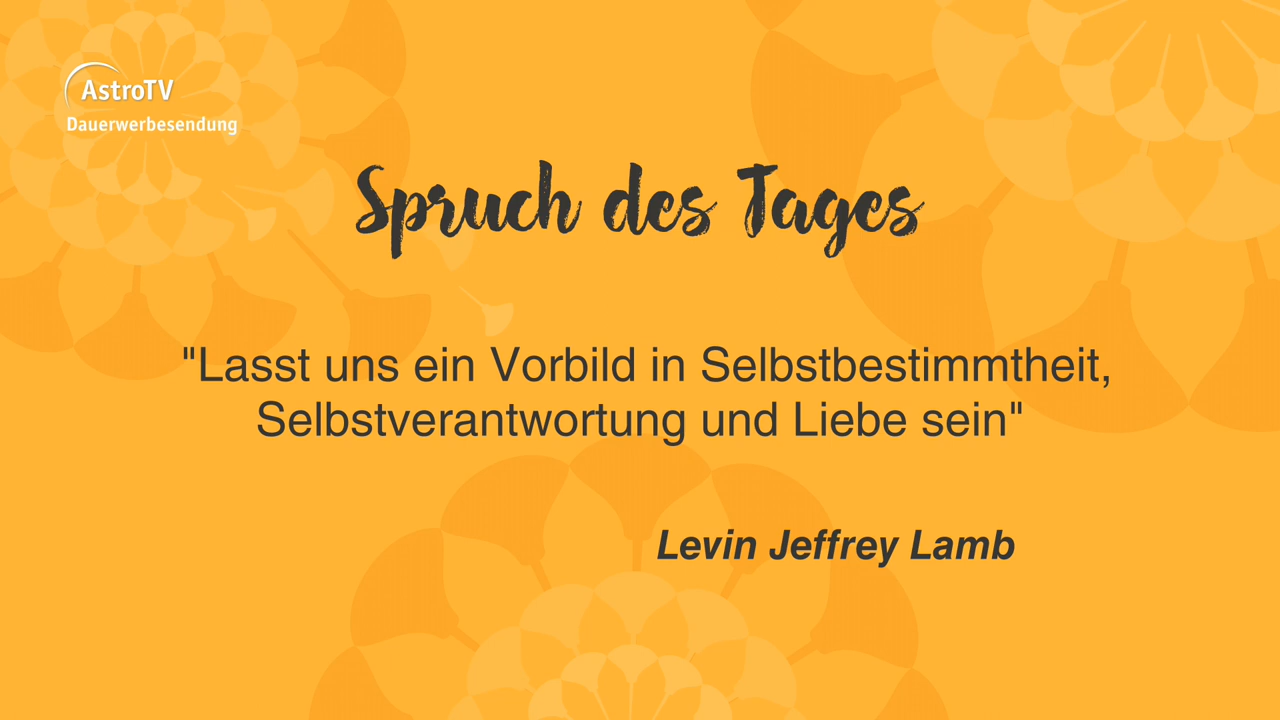 AstroTV
Dauerwerbesendung
Spruch des Tages
"Lasst uns ein Vorbild in Selbstbestimmtheit,
Selbstverantwortung und Liebe sein"
Levin Jeffrey Lamb